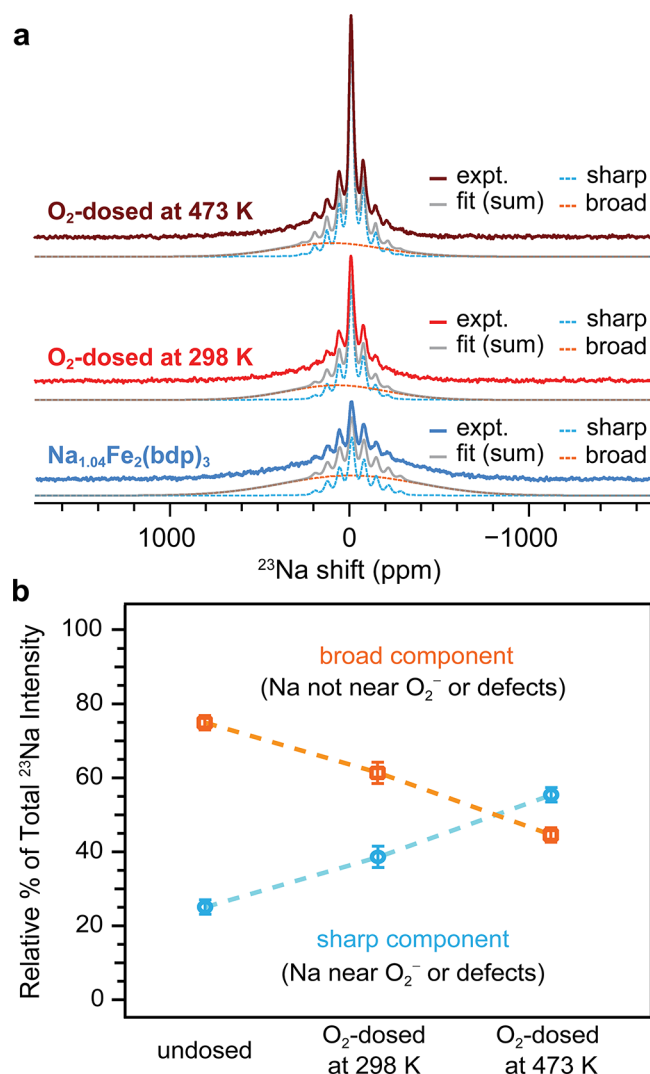 a
expt.
fit (sum)
sharp
broad
O₂-dosed at 473 K
expt.
fit (sum)
sharp
broad
O₂-dosed at 298 K
expt.
fit (sum)
sharp
broad
Na₁.₀₄Fe₂(bdp)₃
1000 0 −1000
²³Na shift (ppm)
b
Relative % of Total ²³Na Intensity
100
80
60
40
20
0
broad component
(Na not near O₂⁻ or defects)
sharp component
(Na near O₂⁻ or defects)
undosed
O₂-dosed
at 298 K
O₂-dosed
at 473 K